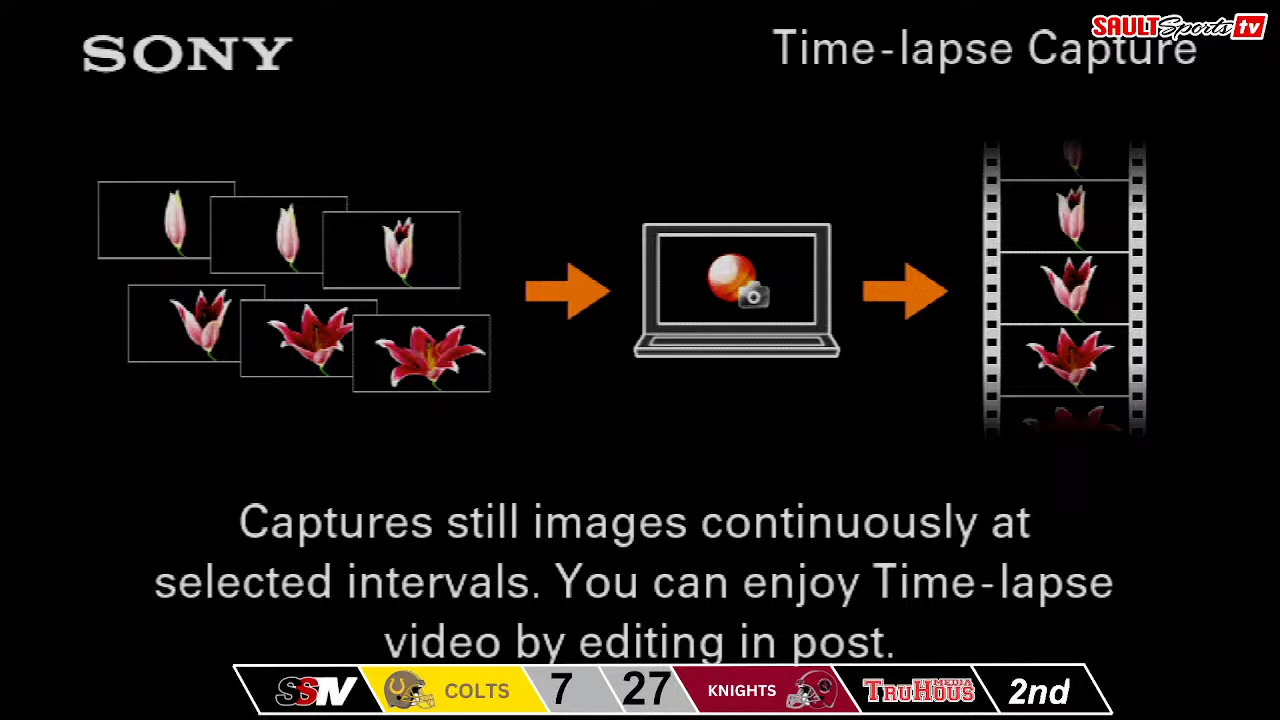 SONY
Time-lapse Capture
SAULT Sports tv
Captures still images continuously at
selected intervals. You can enjoy Time-lapse
video by editing in post.
SSTV COLTS 7 27 KNIGHTS TRUHOUS MEDIA 2nd